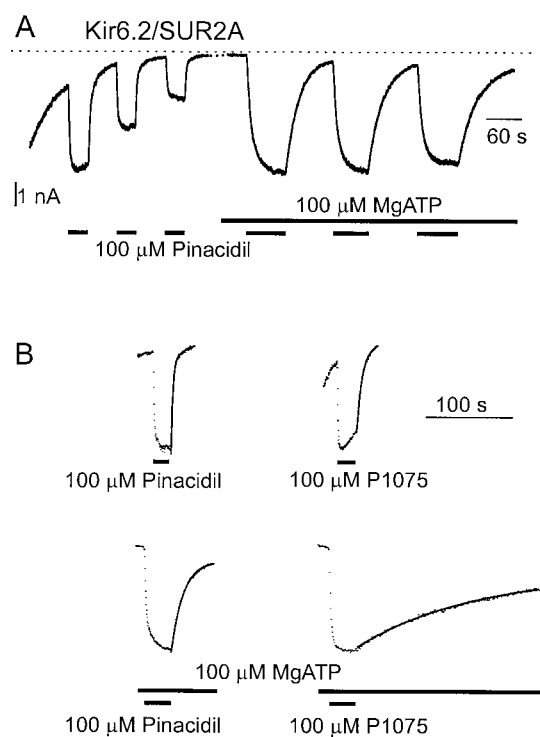 A
Kir6.2/SUR2A
60 s
1 nA
100 μM MgATP
100 μM Pinacidil
B
100 s
100 μM Pinacidil
100 μM P1075
100 μM MgATP
100 μM Pinacidil
100 μM P1075